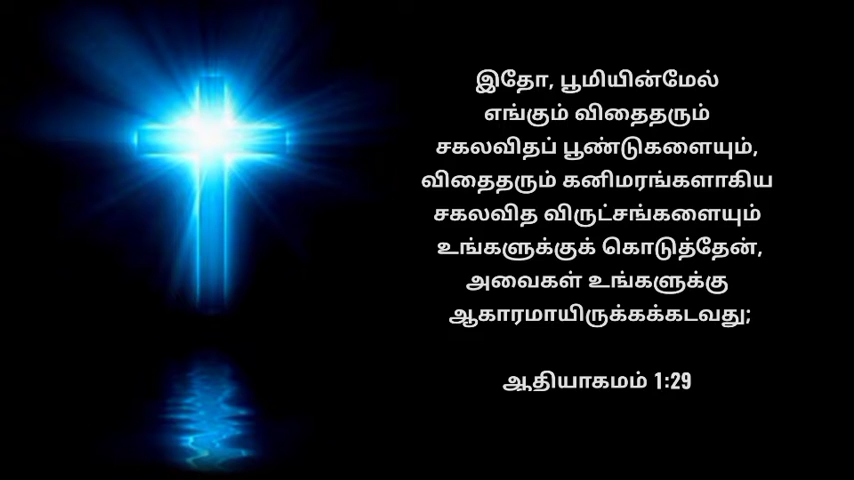 இதோ, பூமியின்மேல்
எங்கும் விதைதரும்
சகலவிதப் பூண்டுகளையும்,
விதைதரும் கனிமரங்களாகிய
சகலவித விருட்சங்களையும்
உங்களுக்குக் கொடுத்தேன்,
அவைகள் உங்களுக்கு
ஆகாரமாயிருக்கக்கடவது;
ஆதியாகமம் 1:29